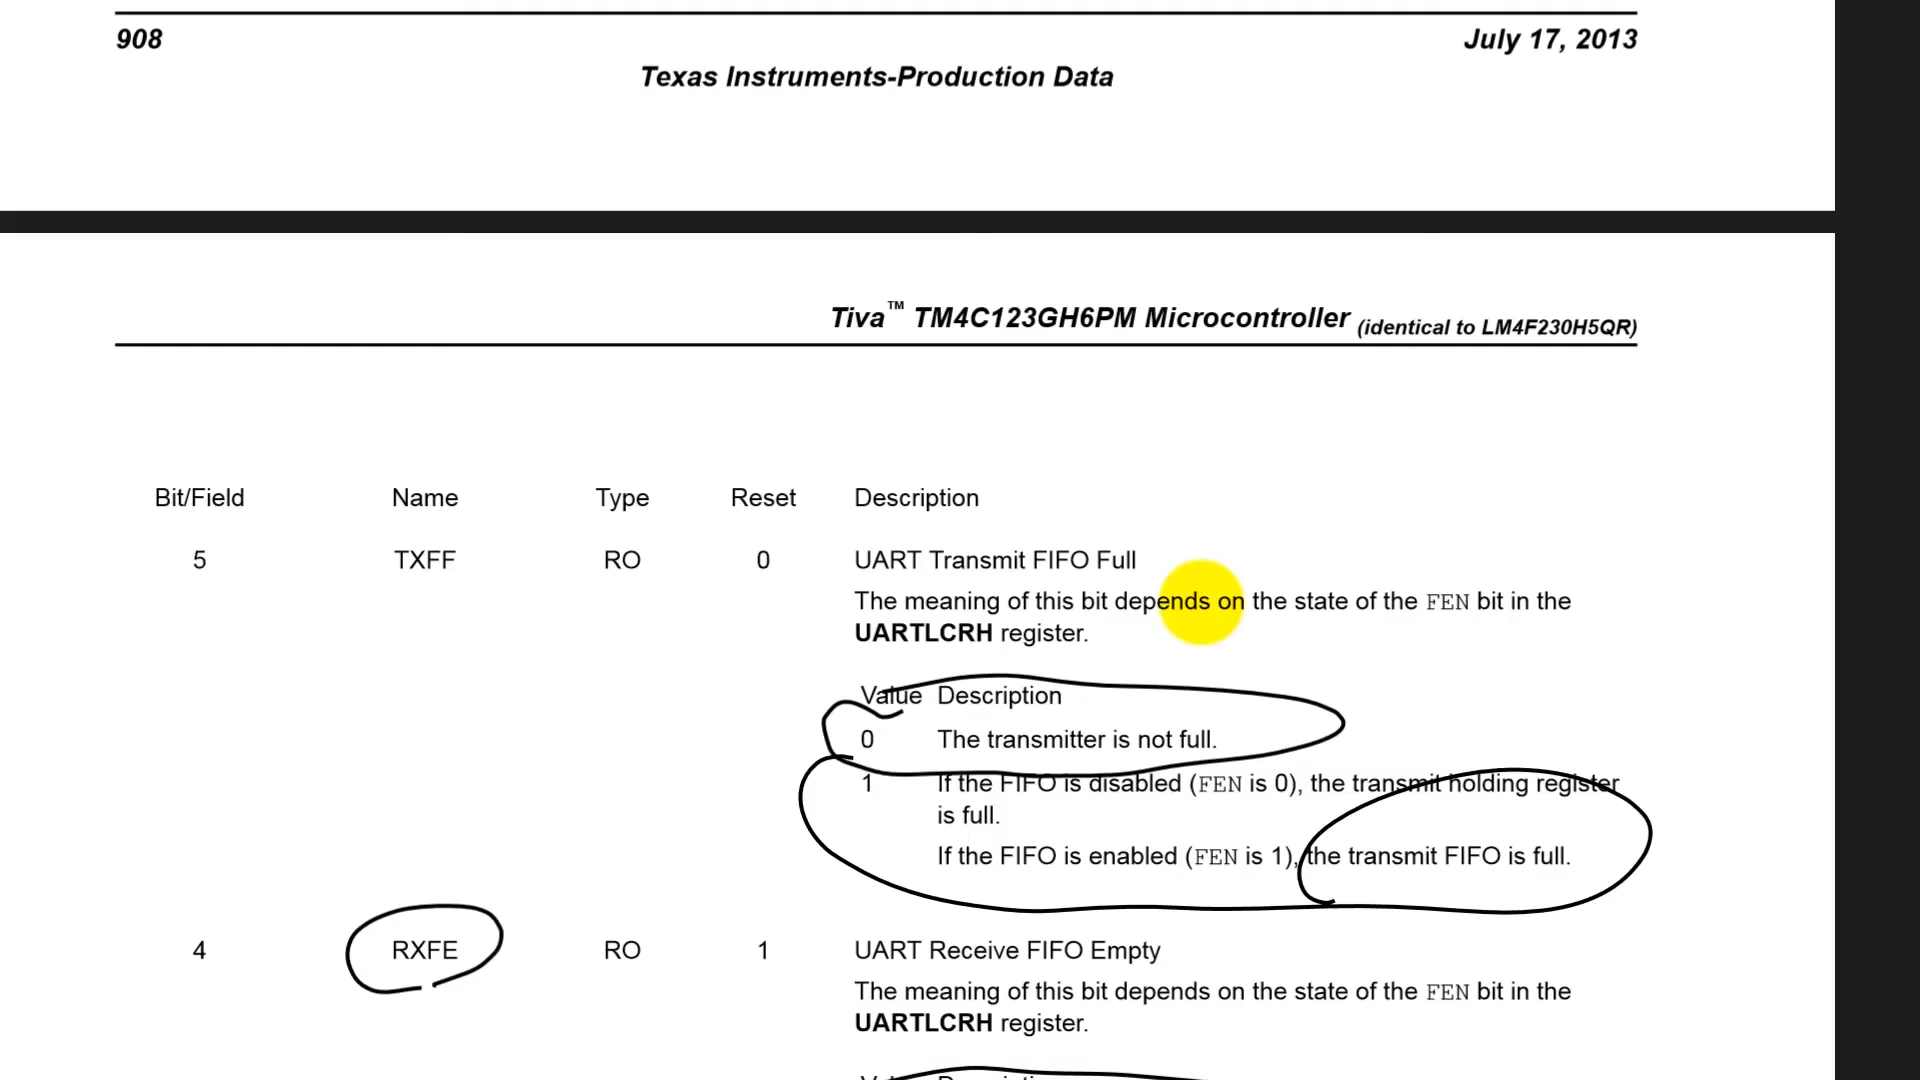 908 July 17, 2013
Texas Instruments-Production Data
Tiva™ TM4C123GH6PM Microcontroller (identical to LM4F230H5QR)
Bit/Field Name Type Reset Description
5 TXFF RO 0 UART Transmit FIFO Full
The meaning of this bit depends on the state of the FEN bit in the
UARTLCRH register.
Value Description
0 The transmitter is not full.
1 If the FIFO is disabled (FEN is 0), the transmit holding register
is full.
If the FIFO is enabled (FEN is 1), the transmit FIFO is full.
4 RXFE RO 1 UART Receive FIFO Empty
The meaning of this bit depends on the state of the FEN bit in the
UARTLCRH register.